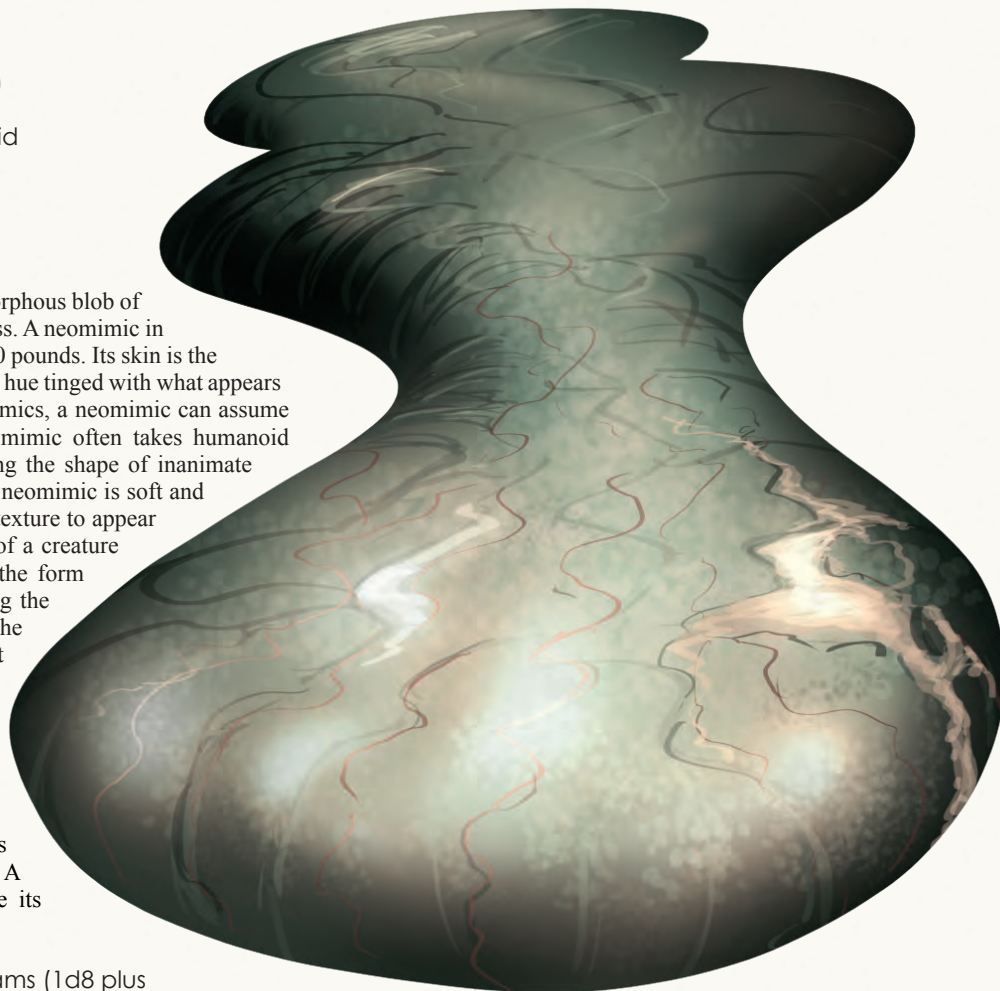 id
orphous blob of
ss. A neomimic in
0 pounds. Its skin is the
hue tinged with what appears
mics, a neomimic can assume
mimic often takes humanoid
ng the shape of inanimate
neomimic is soft and
texture to appear
of a creature
the form
g the
he
t
s
A
e its
ams (1d8 plus